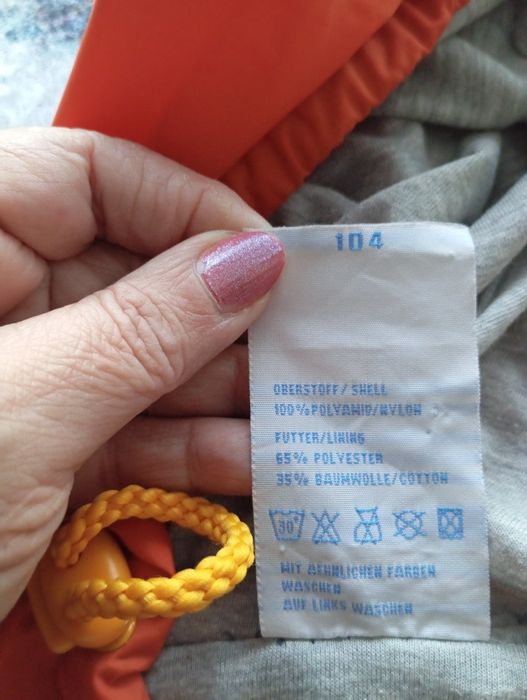 104
OBERSTOFF/SHELL
100%POLYAMID/NYLON
FUTTER/LINING
65% POLYESTER
35% BAUMWOLLE/COTTON
30°
MIT AEHNLICHEN FARBEN
WASCHEN
AUF LINKS WASCHEN